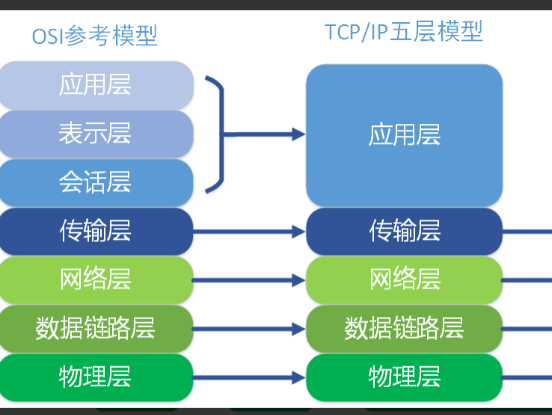 OSI参考模型
应用层
表示层
会话层
传输层
网络层
数据链路层
物理层
TCP/IP五层模型
应用层
传输层
网络层
数据链路层
物理层